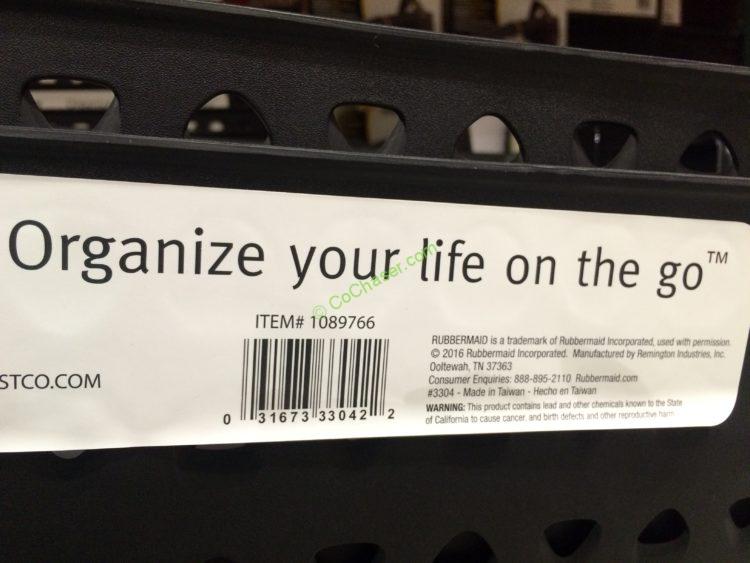 Organize your life on the go™
© CoChaser.com
ITEM# 1089766
STCO.COM
0 31673 33042 2
RUBBERMAID is a trademark of Rubbermaid Incorporated, used with permission.
© 2016 Rubbermaid Incorporated. Manufactured by Remington Industries, Inc.
Ooltewah, TN 37363
Consumer Enquiries: 888-895-2110 Rubbermaid.com
#3304 - Made in Taiwan - Hecho en Taiwan
WARNING: This product contains lead and other chemicals known to the State
of California to cause cancer, and birth defects and other reproductive harm